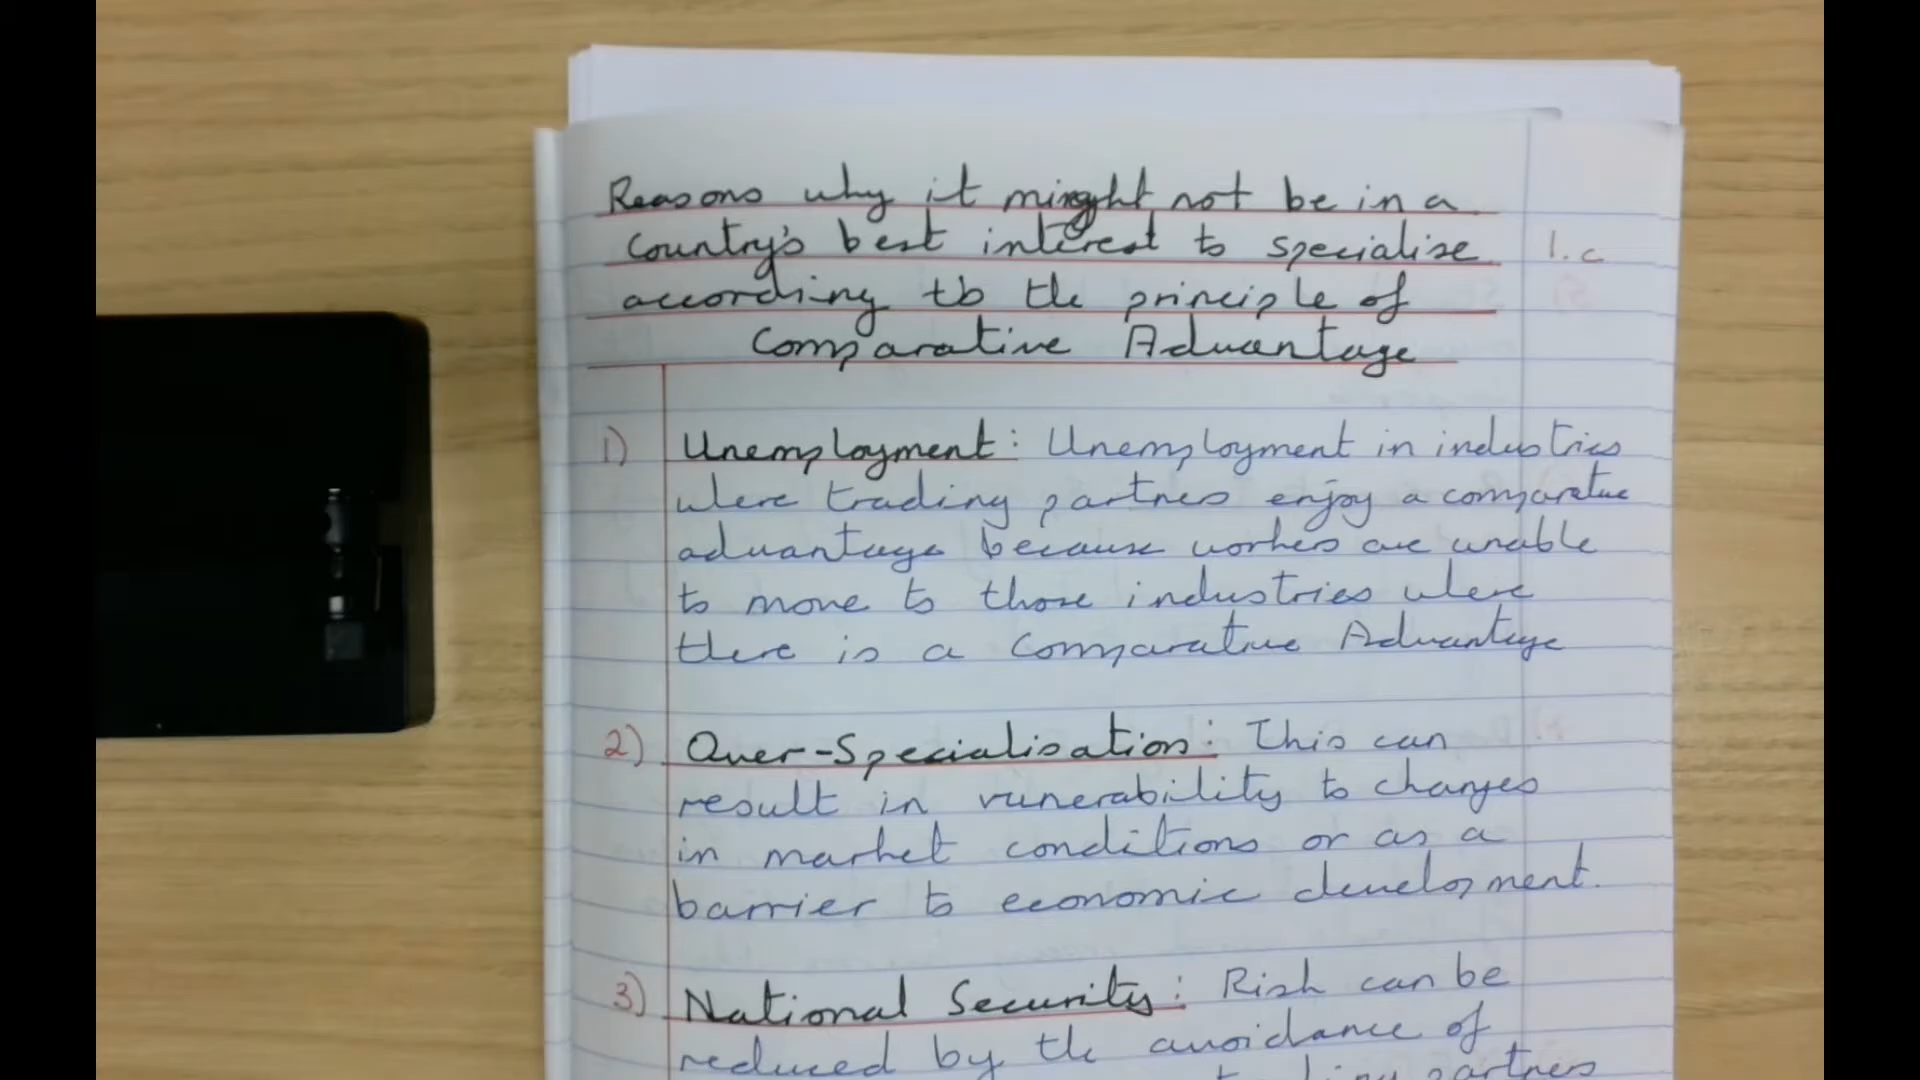 Reasons why it minght not be in a
Country's best interest to specialise
1.c
according to the principle of
Comparative Advantage
1) Unemployment: Unemployment in industries
where trading partners enjoy a comparative
advantage because workers are unable
to move to those industries where
there is a Comparative Advantage
2) Over-Specialisation: This can
result in vunerability to changes
in market conditions or as a
barrier to economic development.
3) National Security: Risk can be
reduced by the avoidance of
partners